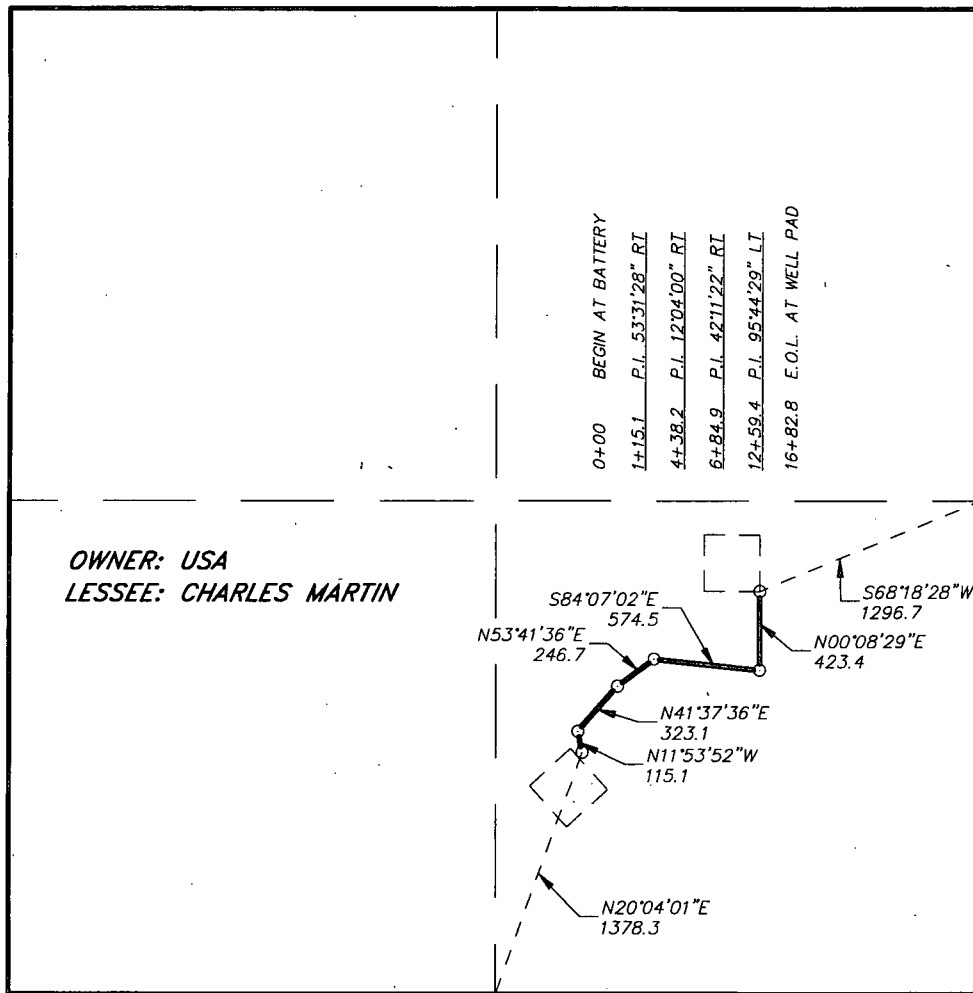 0+00 BEGIN AT BATTERY
1+15.1 P.I. 53°31'28" RT
4+38.2 P.I. 12°04'00" RT
6+84.9 P.I. 42°11'22" RT
12+59.4 P.I. 95°44'29" LT
16+82.8 E.O.L. AT WELL PAD
OWNER: USA
LESSEE: CHARLES MARTIN
S68°18'28"W
1296.7
S84°07'02"E
574.5
N00°08'29"E
423.4
N53°41'36"E
246.7
N41°37'36"E
323.1
N11°53'52"W
115.1
N20°04'01"E
1378.3